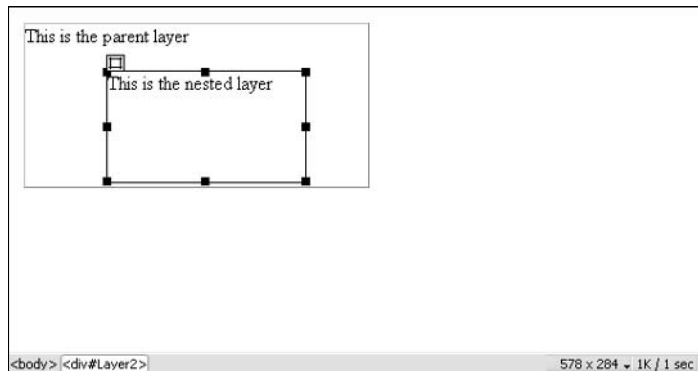 This is the parent layer
This is the nested layer
<body> <div#Layer2> 578 x 284 1K / 1 sec